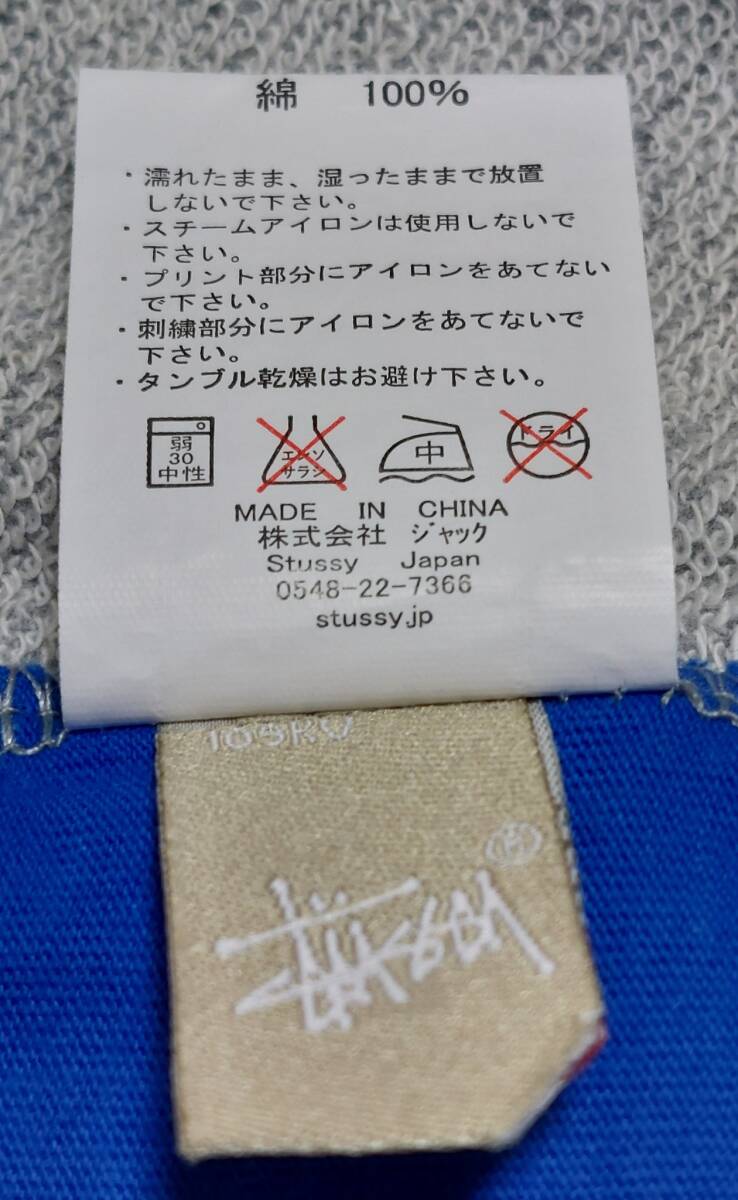 綿 100%
・濡れたまま、湿ったままで放置
しないで下さい。
・スチームアイロンは使用しないで
下さい。
・プリント部分にアイロンをあてない
で下さい。
・刺繍部分にアイロンをあてないで
下さい。
・タンブル乾燥はお避け下さい。
弱
30
中性
エンソ
サラシ
中
ドライ
MADE IN CHINA
株式会社 ジャック
Stussy Japan
0548-22-7366
stussy.jp
Stüssy
®